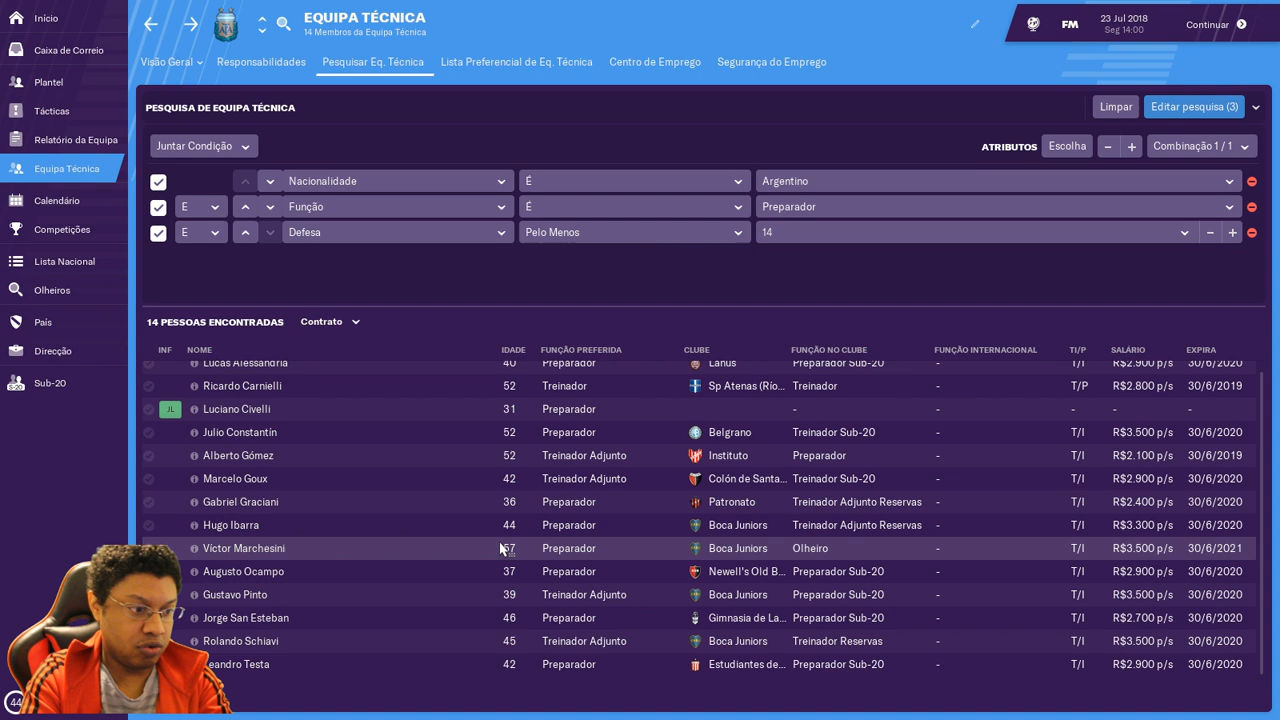 Início
Caixa de Correio
Plantel
Tácticas
Relatório da Equipa
Equipa Técnica
Calendário
Competições
Lista Nacional
Olheiros
País
Direcção
Sub-20
44
AFA
EQUIPA TÉCNICA
14 Membros da Equipa Técnica
FM
23 Jul 2018
Seg 14:00
Continuar
Visão Geral
Responsabilidades
Pesquisar Eq. Técnica
Lista Preferencial de Eq. Técnica
Centro de Emprego
Segurança do Emprego
PESQUISA DE EQUIPA TÉCNICA
Limpar
Editar pesquisa (3)
Juntar Condição
ATRIBUTOS
Escolha
Combinação 1 / 1
Nacionalidade É Argentino
E Função É Preparador
E Defesa Pelo Menos 14
14 PESSOAS ENCONTRADAS
Contrato
INF NOME IDADE FUNÇÃO PREFERIDA CLUBE FUNÇÃO NO CLUBE FUNÇÃO INTERNACIONAL TI/P SALÁRIO EXPIRA
Lucas Alessandria 40 Preparador Lanús Preparador Sub-20 - T/I R$2.900 p/s 30/6/2020
Ricardo Carnielli 52 Treinador Sp Atenas (Río... Treinador - T/P R$2.800 p/s 30/6/2019
JL Luciano Civelli 31 Preparador - - - - -
Julio Constantín 52 Preparador Belgrano Treinador Sub-20 - T/I R$3.500 p/s 30/6/2020
Alberto Gómez 52 Treinador Adjunto Instituto Preparador - T/I R$2.100 p/s 30/6/2019
Marcelo Goux 42 Treinador Adjunto Colón de Santa... Treinador Sub-20 - T/I R$2.900 p/s 30/6/2020
Gabriel Graciani 36 Preparador Patronato Treinador Adjunto Reservas - T/I R$2.400 p/s 30/6/2020
Hugo Ibarra 44 Preparador Boca Juniors Treinador Adjunto Reservas - T/I R$3.300 p/s 30/6/2020
Víctor Marchesini 57 Preparador Boca Juniors Olheiro - T/I R$3.500 p/s 30/6/2021
Augusto Ocampo 37 Preparador Newell's Old B... Preparador Sub-20 - T/I R$2.900 p/s 30/6/2020
Gustavo Pinto 39 Treinador Adjunto Boca Juniors Preparador Sub-20 - T/I R$3.500 p/s 30/6/2020
Jorge San Esteban 46 Preparador Gimnasia de La... Preparador Sub-20 - T/I R$2.700 p/s 30/6/2020
Rolando Schiavi 45 Treinador Adjunto Boca Juniors Treinador Reservas - T/I R$3.500 p/s 30/6/2020
eandro Testa 42 Preparador Estudiantes de... Preparador Sub-20 - T/I R$2.900 p/s 30/6/2020